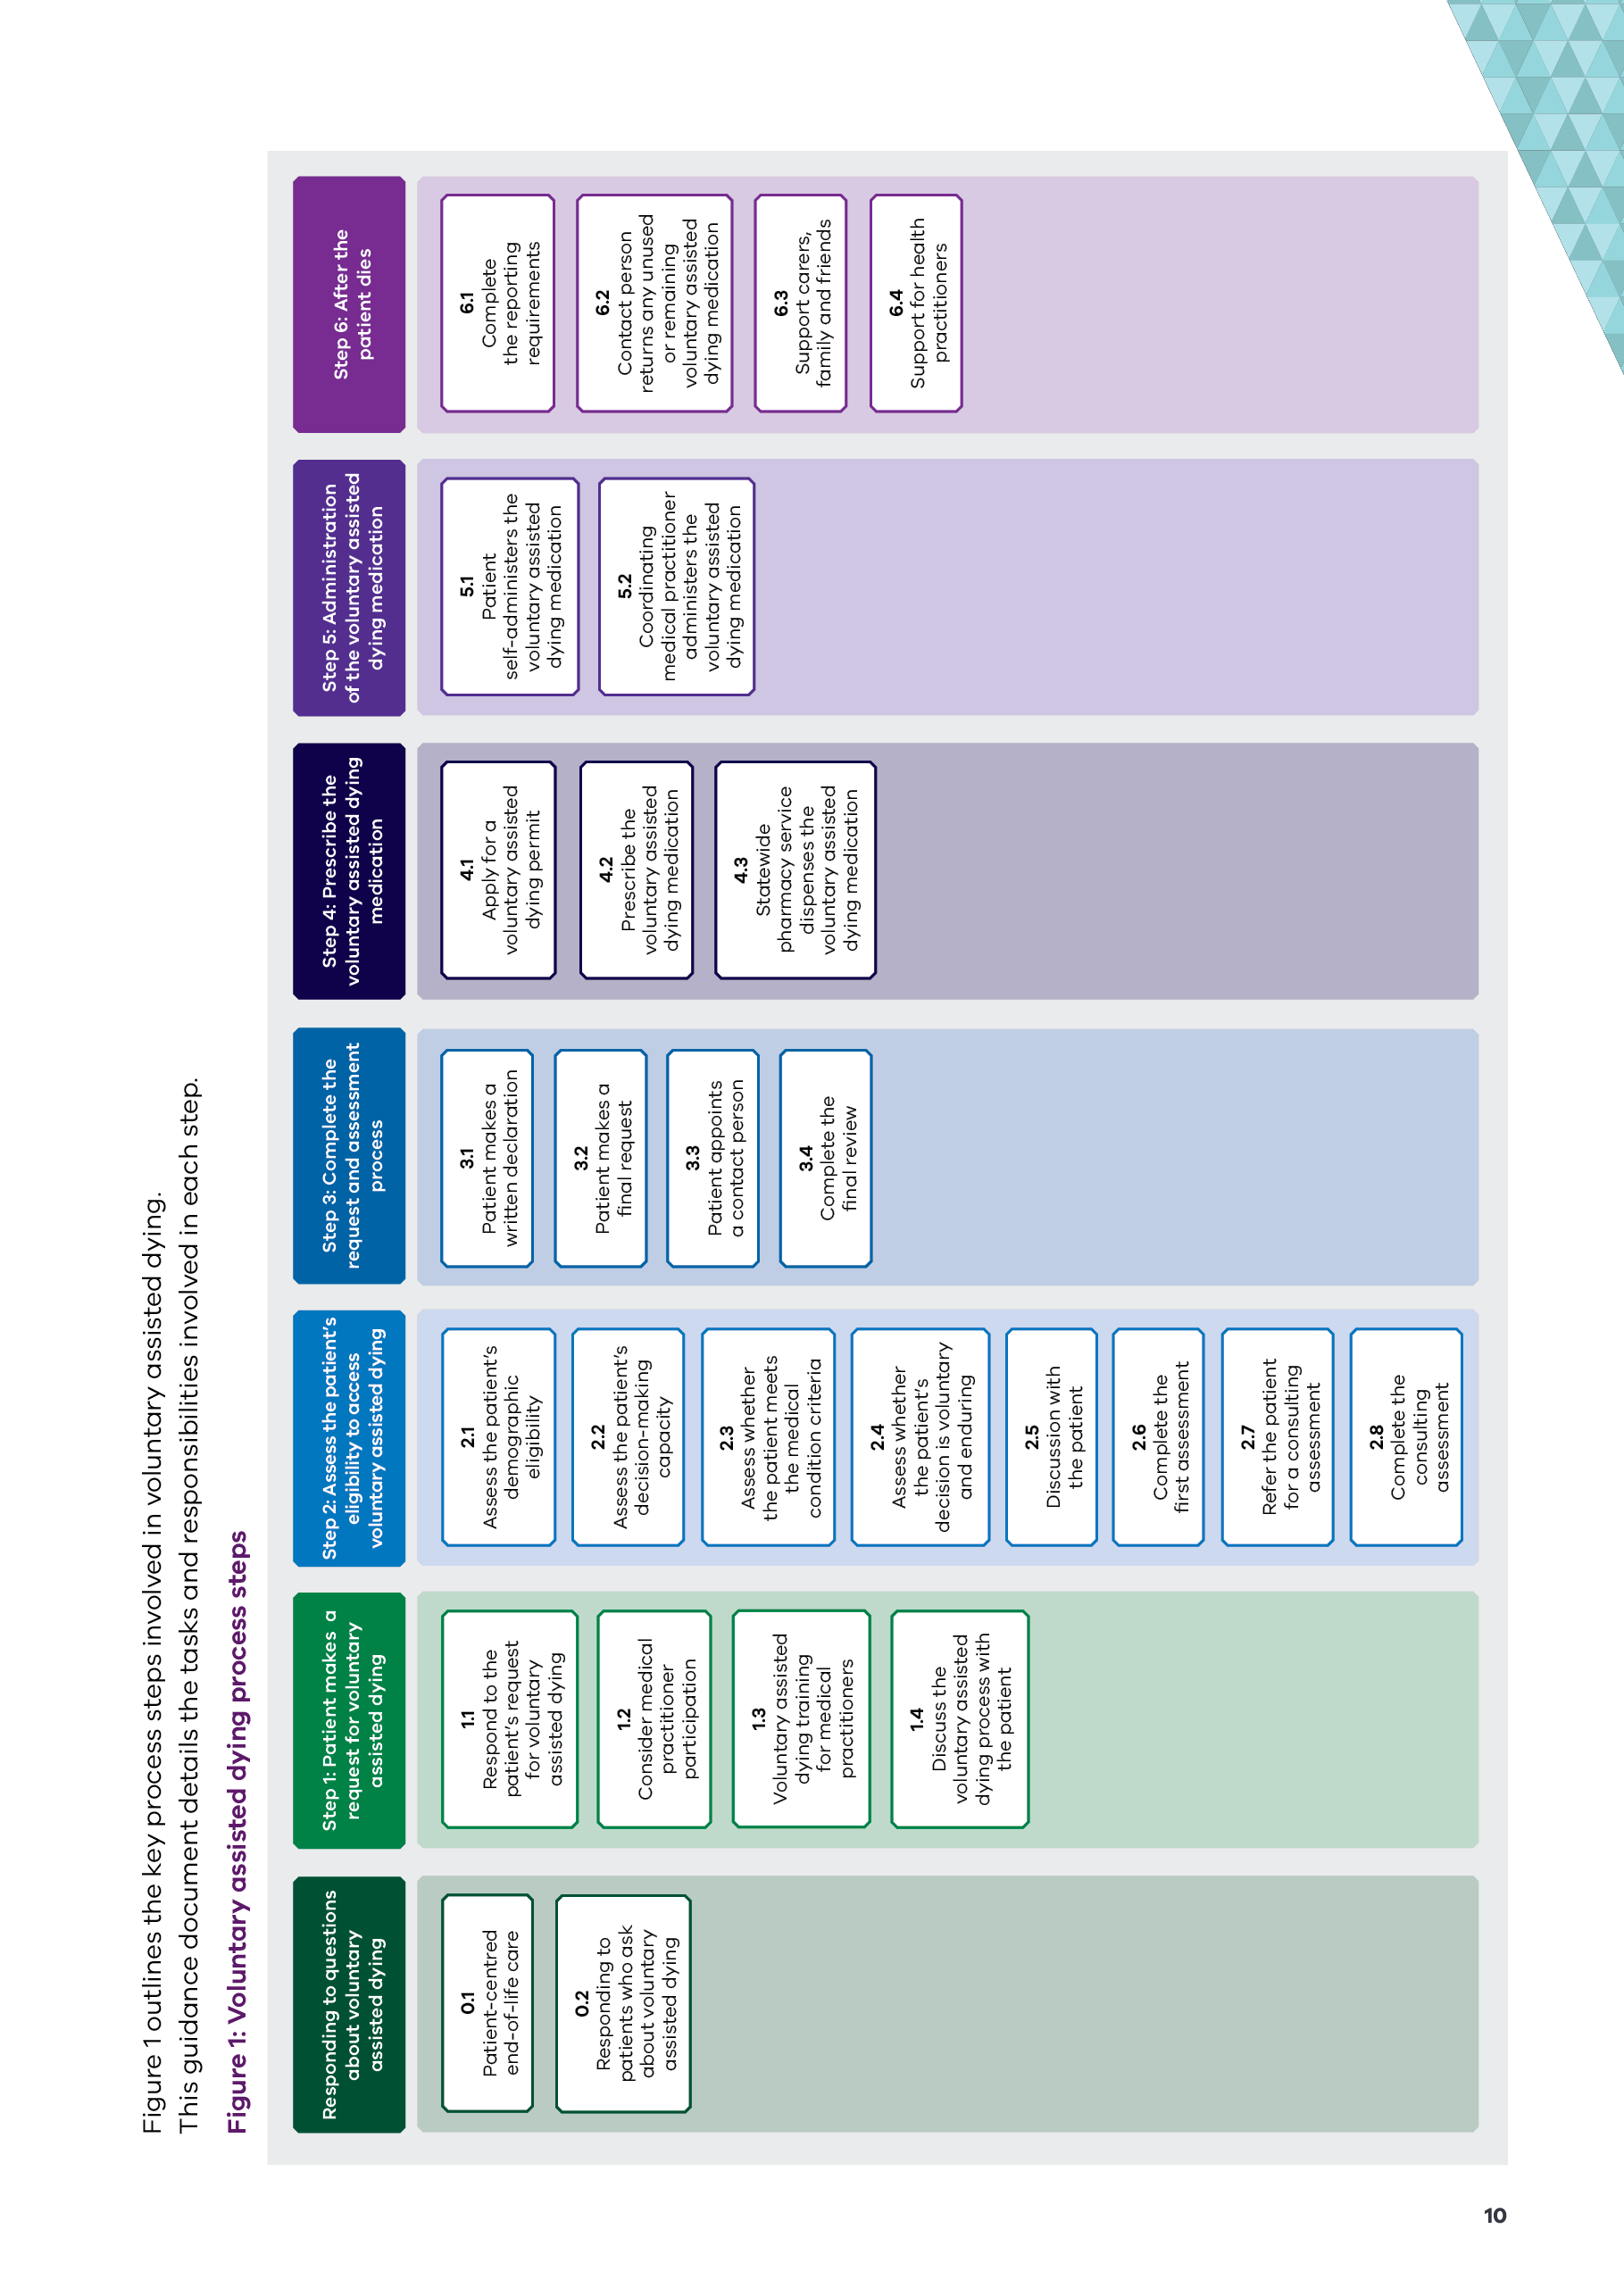 Figure 1 outlines the key process steps involved in voluntary assisted dying.
This guidance document details the tasks and responsibilities involved in each step.
Figure 1: Voluntary assisted dying process steps
Responding to questions
about voluntary
assisted dying
0.1
Patient-centred
end-of-life care
0.2
Responding to
patients who ask
about voluntary
assisted dying
Step 1: Patient makes a
request for voluntary
assisted dying
1.1
Respond to the
patient’s request
for voluntary
assisted dying
1.2
Consider medical
practitioner
participation
1.3
Voluntary assisted
dying training
for medical
practitioners
1.4
Discuss the
voluntary assisted
dying process with
the patient
Step 2: Assess the patient’s
eligibility to access
voluntary assisted dying
2.1
Assess the patient’s
demographic
eligibility
2.2
Assess the patient’s
decision-making
capacity
2.3
Assess whether
the patient meets
the medical
condition criteria
2.4
Assess whether
the patient’s
decision is voluntary
and enduring
2.5
Discussion with
the patient
2.6
Complete the
first assessment
2.7
Refer the patient
for a consulting
assessment
2.8
Complete the
consulting
assessment
Step 3: Complete the
request and assessment
process
3.1
Patient makes a
written declaration
3.2
Patient makes a
final request
3.3
Patient appoints
a contact person
3.4
Complete the
final review
Step 4: Prescribe the
voluntary assisted dying
medication
4.1
Apply for a
voluntary assisted
dying permit
4.2
Prescribe the
voluntary assisted
dying medication
4.3
Statewide
pharmacy service
dispenses the
voluntary assisted
dying medication
Step 5: Administration
of the voluntary assisted
dying medication
5.1
Patient
self-administers the
voluntary assisted
dying medication
5.2
Coordinating
medical practitioner
administers the
voluntary assisted
dying medication
Step 6: After the
patient dies
6.1
Complete
the reporting
requirements
6.2
Contact person
returns any unused
or remaining
voluntary assisted
dying medication
6.3
Support carers,
family and friends
6.4
Support for health
practitioners
10